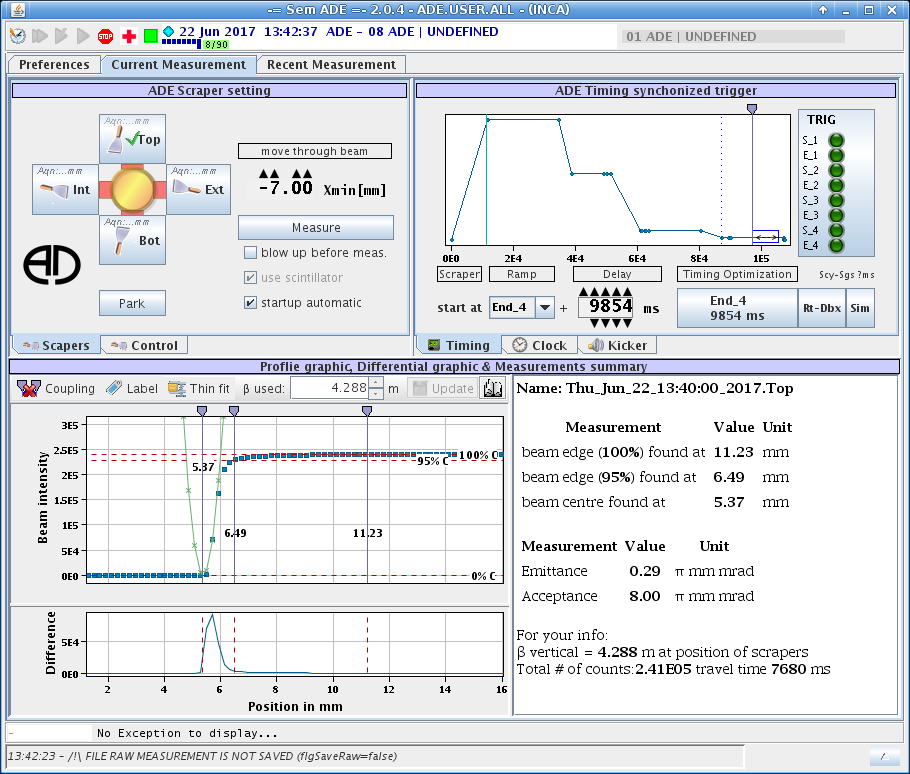 -= Sem ADE =- 2.0.4 - ADE.USER.ALL - (INCA)
STOP
22 Jun 2017 13:42:37 ADE - 08 ADE | UNDEFINED
8/90
01 ADE | UNDEFINED
Preferences
Current Measurement
Recent Measurement
ADE Scraper setting
Aqn:...mm
Top
Aqn:...mm
Int
Aqn:...mm
Ext
Aqn:...mm
Bot
AD
Park
move through beam
-7.00 Xmin[mm]
Measure
blow up before meas.
use scintillator
startup automatic
Scrapers
Control
ADE Timing synchonized trigger
0E0 2E4 4E4 6E4 8E4 1E5
TRIG
S_1
E_1
S_2
E_2
S_3
E_3
S_4
E_4
Scraper
Ramp
Delay
Timing Optimization
Scy-Sgs ?ms
start at End_4 + 9854 ms
End_4
9854 ms
Rt-Dbx
Sim
Timing
Clock
Kicker
Proflie graphic, Differential graphic & Measurements summary
Coupling
Label
Thin fit
β used: 4.288 m
Update
Beam intensity
3E5
2.5E5
2E5
1.5E5
1E5
5E4
0E0
5.37
6.49
11.23
95% C
100% C
0% C
Difference
5E4
0E0
2 4 6 8 10 12 14 16
Position in mm
Name: Thu_Jun_22_13:40:00_2017.Top
Measurement Value Unit
beam edge (100%) found at 11.23 mm
beam edge (95%) found at 6.49 mm
beam centre found at 5.37 mm
Measurement Value Unit
Emittance 0.29 π mm mrad
Acceptance 8.00 π mm mrad
For your info:
β vertical = 4.288 m at position of scrapers
Total # of counts:2.41E05 travel time 7680 ms
- No Exception to display...
13:42:23 - /!\ FILE RAW MEASUREMENT IS NOT SAVED (flgSaveRaw=false)